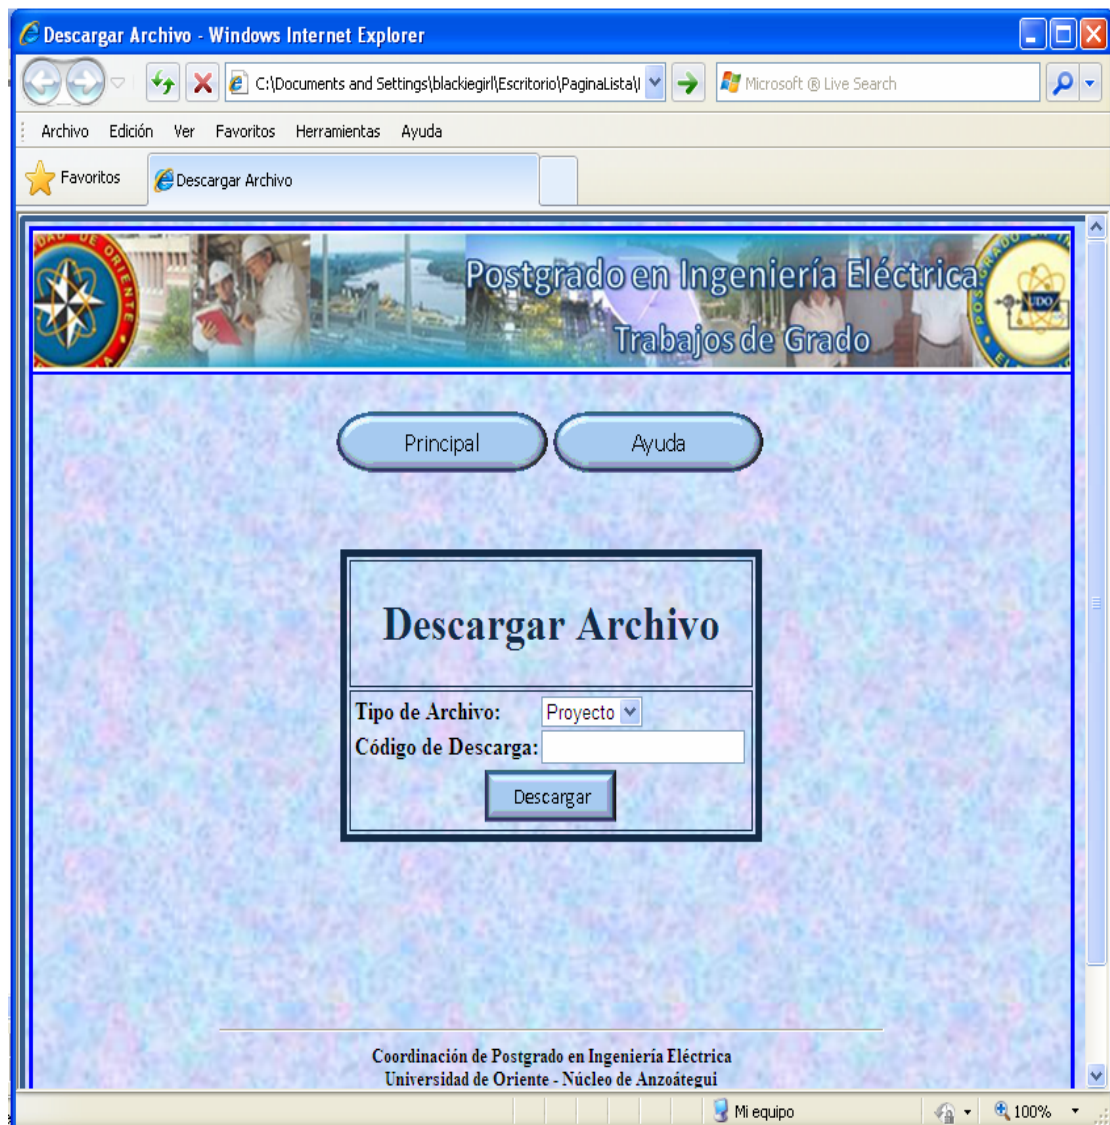 Descargar Archivo - Windows Internet Explorer
C:\Documents and Settings\blackiegirl\Escritorio\PaginaLista\
Microsoft ® Live Search
Archivo Edición Ver Favoritos Herramientas Ayuda
Favoritos
Descargar Archivo
DE ORIENTE
Postgrado en Ingeniería Eléctrica
Trabajos de Grado
UDO
Principal
Ayuda
Descargar Archivo
Tipo de Archivo: Proyecto
Código de Descarga:
Descargar
Coordinación de Postgrado en Ingeniería Eléctrica
Universidad de Oriente - Núcleo de Anzoátegui
Mi equipo
100%